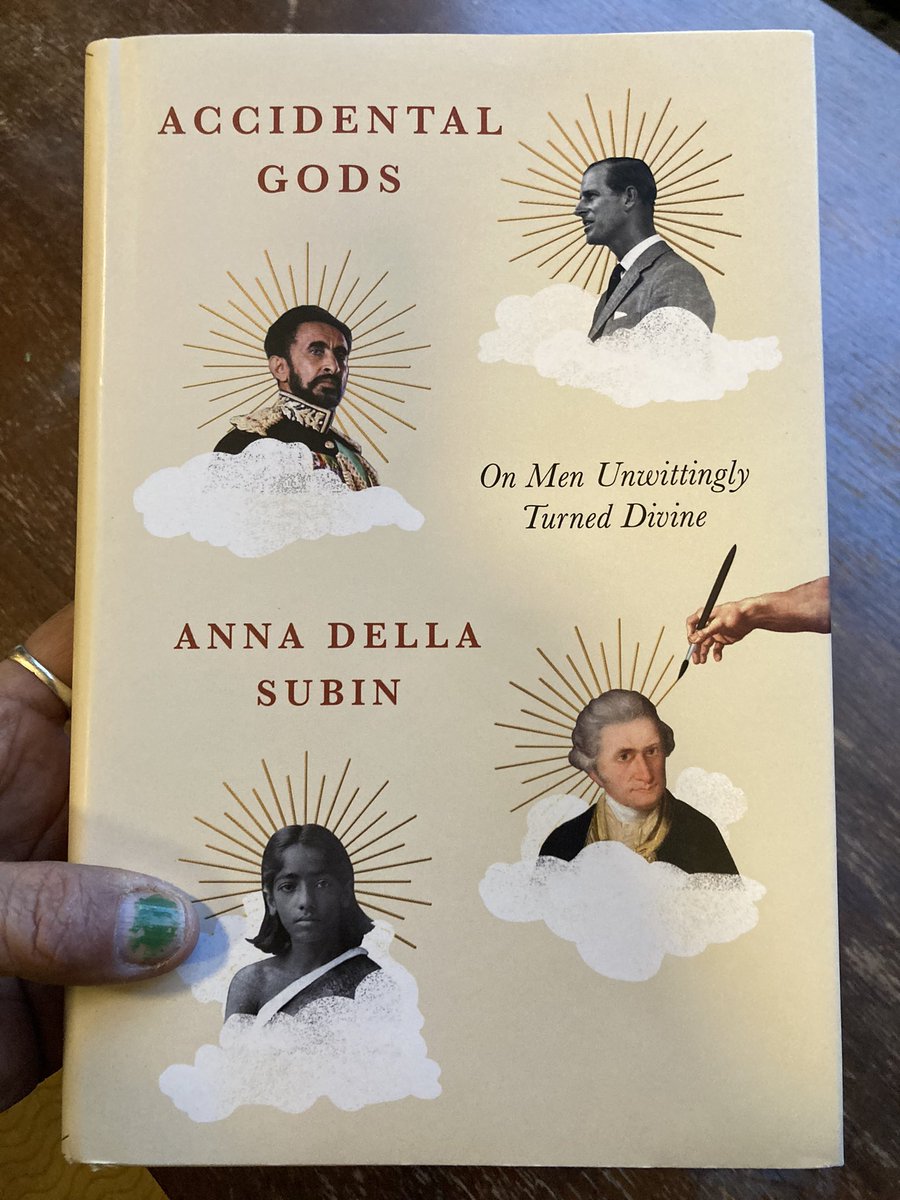 ACCIDENTAL
GODS
On Men Unwittingly
Turned Divine
ANNA DELLA
SUBIN